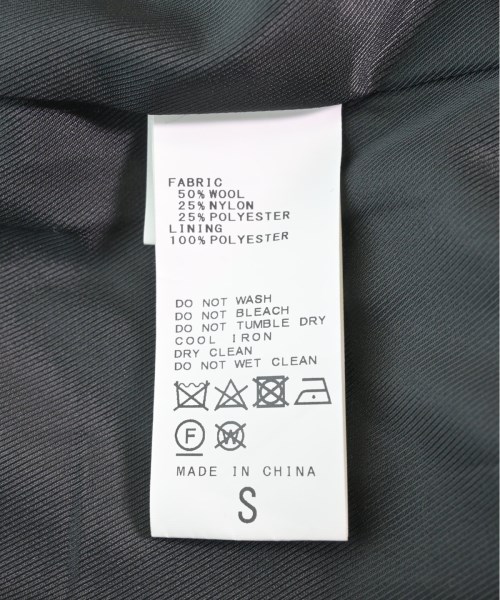 FABRIC
50% WOOL
25% NYLON
25% POLYESTER
LINING
100% POLYESTER
DO NOT WASH
DO NOT BLEACH
DO NOT TUMBLE DRY
COOL IRON
DRY CLEAN
DO NOT WET CLEAN
F W
MADE IN CHINA
S